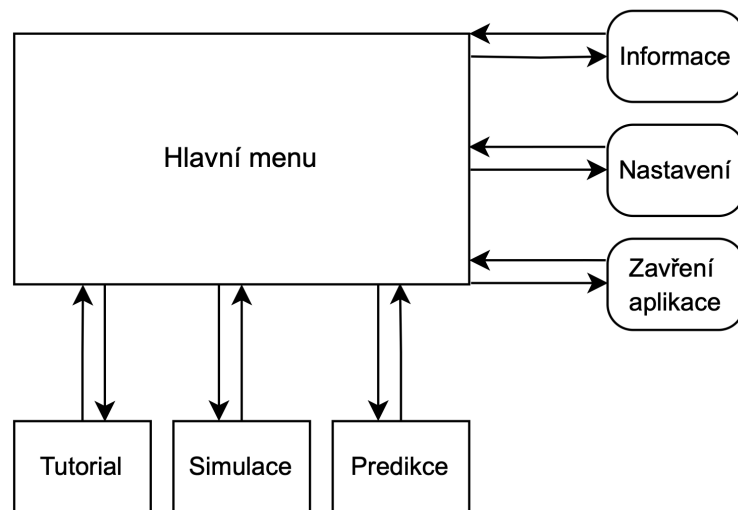 Informace
Hlavní menu
Nastavení
Zavření
aplikace
Tutorial
Simulace
Predikce